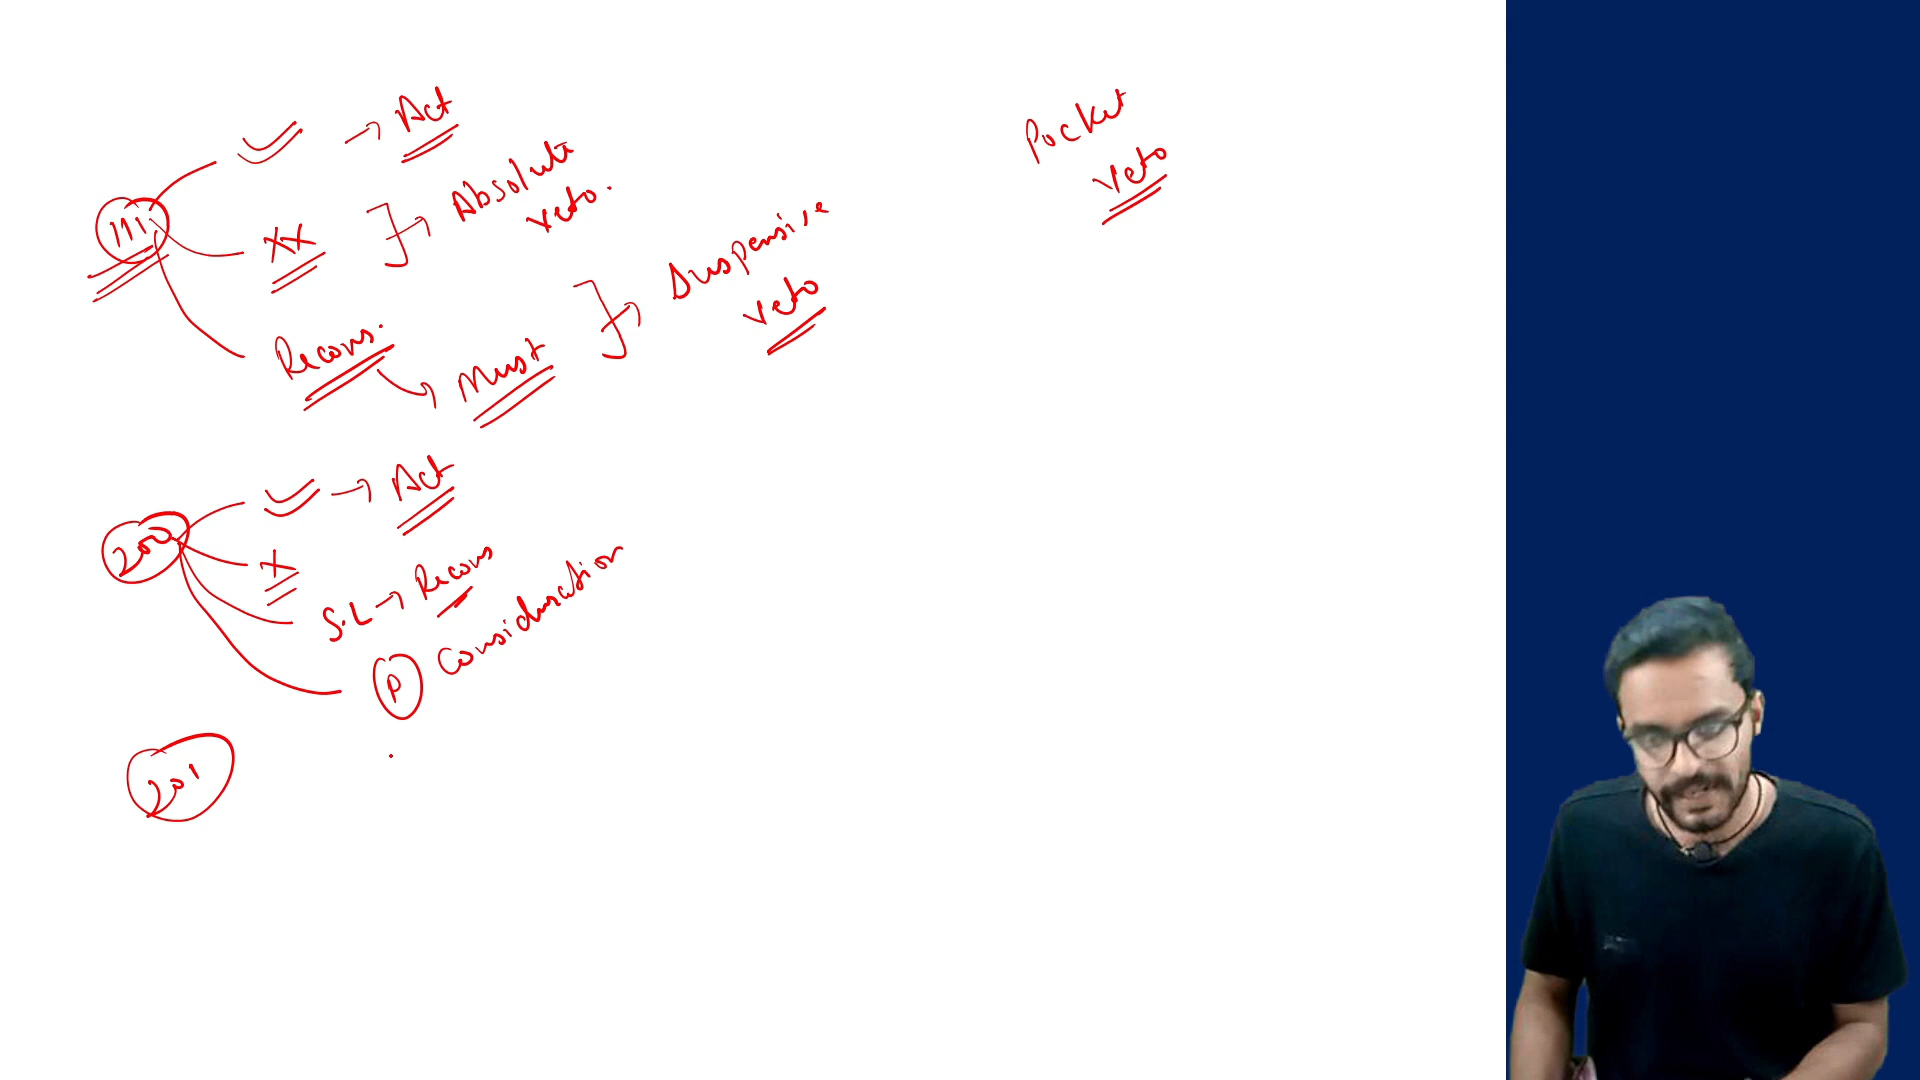 111
→ Act
XX } → Absolute
veto.
Recons. → Must } → Suspensive
veto
Pocket
Veto
200
→ Act
X
S.L → Recons
P Consideration
201